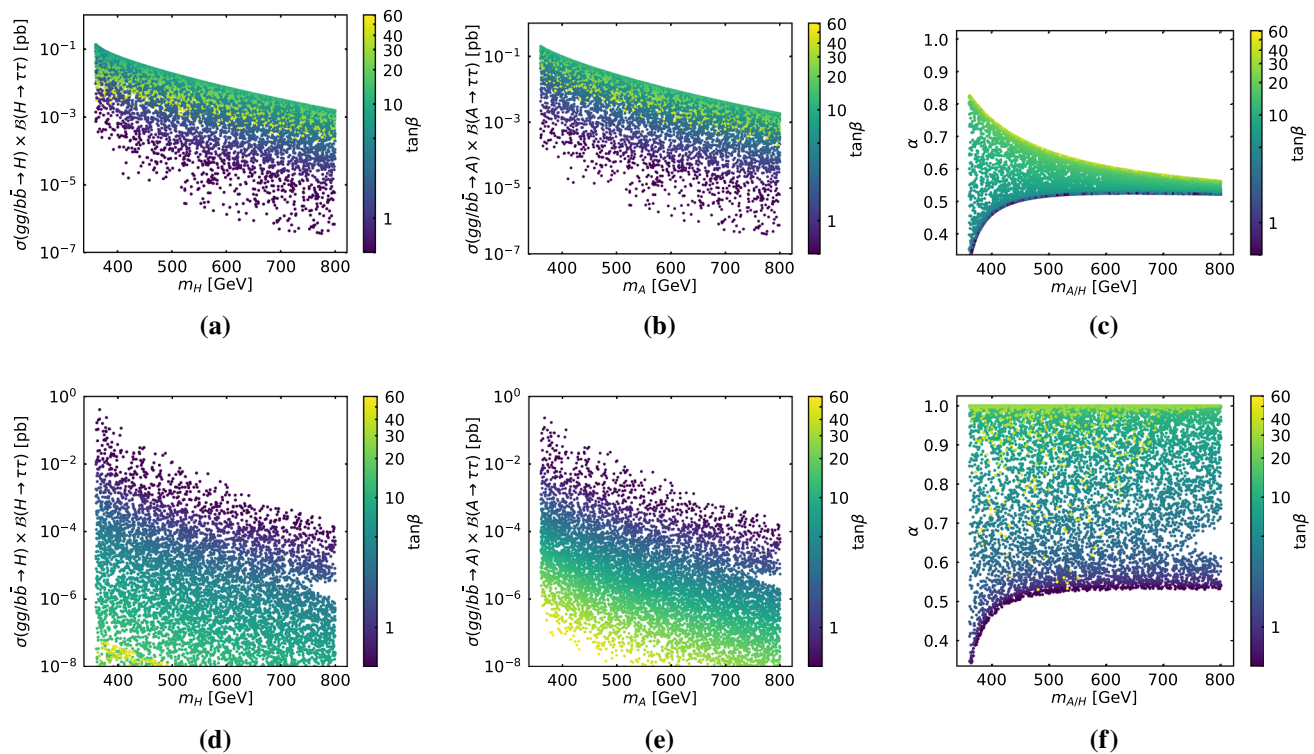 σ(gg/bb̄ → H) × B(H → ττ) [pb]
10⁻¹
10⁻³
10⁻⁵
10⁻⁷
400 500 600 700 800
m_H [GeV]
60
40
30
20
10
1
tanβ
(a)
σ(gg/bb̄ → A) × B(A → ττ) [pb]
10⁻¹
10⁻³
10⁻⁵
10⁻⁷
400 500 600 700 800
m_A [GeV]
60
40
30
20
10
1
tanβ
(b)
α
1.0
0.9
0.8
0.7
0.6
0.5
0.4
400 500 600 700 800
m_A/H [GeV]
60
40
30
20
10
1
tanβ
(c)
σ(gg/bb̄ → H) × B(H → ττ) [pb]
10⁰
10⁻²
10⁻⁴
10⁻⁶
10⁻⁸
400 500 600 700 800
m_H [GeV]
60
40
30
20
10
1
tanβ
(d)
σ(gg/bb̄ → A) × B(A → ττ) [pb]
10⁰
10⁻²
10⁻⁴
10⁻⁶
10⁻⁸
400 500 600 700 800
m_A [GeV]
60
40
30
20
10
1
tanβ
(e)
α
1.0
0.9
0.8
0.7
0.6
0.5
0.4
400 500 600 700 800
m_A/H [GeV]
60
40
30
20
10
1
tanβ
(f)